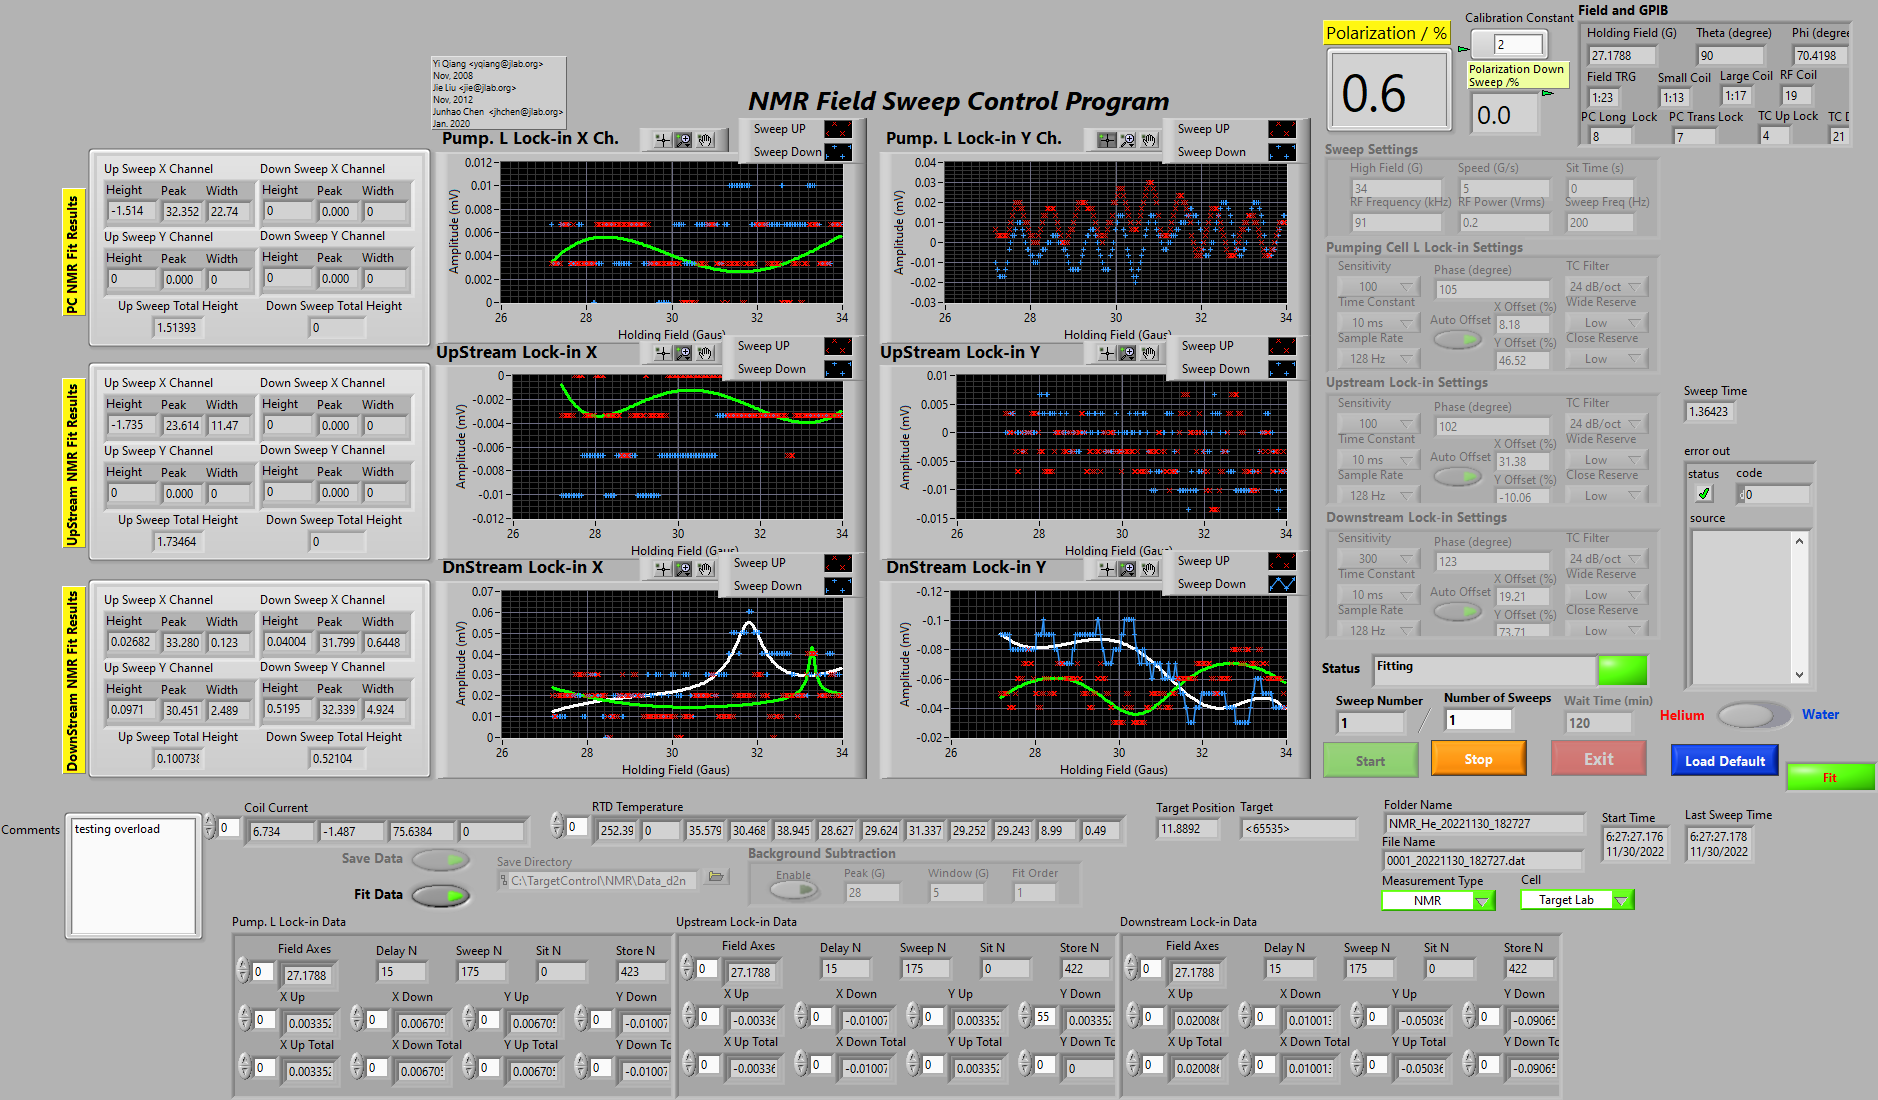 Yi Qiang <yqiang@jlab.org>
Nov, 2008
Jie Liu <jie@jlab.org>
Nov, 2012
Junhao Chen <jhchen@jlab.org>
Jan. 2020
NMR Field Sweep Control Program
Polarization / %
0.6
Calibration Constant
2
Polarization Down
Sweep /%
0.0
Field and GPIB
Holding Field (G) Theta (degree) Phi (degree
27.1788 90 70.4198
Field TRG Small Coil Large Coil RF Coil
1:23 1:13 1:17 19
PC Long Lock PC Trans Lock TC Up Lock TC D
8 7 4 21
PC NMR Fit Results
Up Sweep X Channel Down Sweep X Channel
Height Peak Width Height Peak Width
-1.514 32.352 22.74 0 0.000 0
Up Sweep Y Channel Down Sweep Y Channel
Height Peak Width Height Peak Width
0 0.000 0 0 0.000 0
Up Sweep Total Height Down Sweep Total Height
1.51393 0
Pump. L Lock-in X Ch.
Sweep UP
Sweep Down
Amplitude (mV)
0.012
0.01
0.008
0.006
0.004
0.002
0
26 28 30 32 34
Holding Field (Gaus)
Pump. L Lock-in Y Ch.
Sweep UP
Sweep Down
Amplitude (mV)
0.04
0.03
0.02
0.01
0
-0.01
-0.02
-0.03
26 28 30 32 34
Holding Field (Gaus)
UpStream NMR Fit Results
Up Sweep X Channel Down Sweep X Channel
Height Peak Width Height Peak Width
-1.735 23.614 11.47 0 0.000 0
Up Sweep Y Channel Down Sweep Y Channel
Height Peak Width Height Peak Width
0 0.000 0 0 0.000 0
Up Sweep Total Height Down Sweep Total Height
1.73464 0
UpStream Lock-in X
Sweep UP
Sweep Down
Amplitude (mV)
0
-0.002
-0.004
-0.006
-0.008
-0.01
-0.012
26 28 30 32 34
Holding Field (Gaus)
UpStream Lock-in Y
Sweep UP
Sweep Down
Amplitude (mV)
0.01
0.005
0
-0.005
-0.01
-0.015
26 28 30 32 34
Holding Field (Gaus)
DownStream NMR Fit Results
Up Sweep X Channel Down Sweep X Channel
Height Peak Width Height Peak Width
0.02682 33.280 0.123 0.04004 31.799 0.6448
Up Sweep Y Channel Down Sweep Y Channel
Height Peak Width Height Peak Width
0.0971 30.451 2.489 0.5195 32.339 4.924
Up Sweep Total Height Down Sweep Total Height
0.100738 0.52104
DnStream Lock-in X
Sweep UP
Sweep Down
Amplitude (mV)
0.07
0.06
0.05
0.04
0.03
0.02
0.01
0
26 28 30 32 34
Holding Field (Gaus)
DnStream Lock-in Y
Sweep UP
Sweep Down
Amplitude (mV)
-0.12
-0.1
-0.08
-0.06
-0.04
-0.02
26 28 30 32 34
Holding Field (Gaus)
Sweep Settings
High Field (G) Speed (G/s) Sit Time (s)
34 5 0
RF Frequency (kHz) RF Power (Vrms) Sweep Freq (Hz)
91 0.2 200
Pumping Cell L Lock-in Settings
Sensitivity Phase (degree) TC Filter
100 105 24 dB/oct
Time Constant X Offset (%) Wide Reserve
10 ms Auto Offset 8.18 Low
Sample Rate Y Offset (%) Close Reserve
128 Hz 46.52 Low
Upstream Lock-in Settings
Sensitivity Phase (degree) TC Filter
100 102 24 dB/oct
Time Constant X Offset (%) Wide Reserve
10 ms Auto Offset 31.38 Low
Sample Rate Y Offset (%) Close Reserve
128 Hz -10.06 Low
Downstream Lock-in Settings
Sensitivity Phase (degree) TC Filter
300 123 24 dB/oct
Time Constant X Offset (%) Wide Reserve
10 ms Auto Offset 19.21 Low
Sample Rate Y Offset (%) Close Reserve
128 Hz 73.71 Low
Sweep Time
1.36423
error out
status code
0
source
Status Fitting
Sweep Number Number of Sweeps Wait Time (min)
1 / 1 120
Helium Water
Start Stop Exit Load Default Fit
Comments
testing overload
Coil Current
0 6.734 -1.487 75.6384 0
RTD Temperature
0 252.39 0 35.579 30.468 38.945 28.627 29.624 31.337 29.252 29.243 8.99 0.49
Target Position Target
11.8892 <65535>
Folder Name
NMR_He_20221130_182727
File Name
0001_20221130_182727.dat
Start Time
6:27:27.176
11/30/2022
Last Sweep Time
6:27:27.178
11/30/2022
Measurement Type Cell
NMR Target Lab
Save Data
Fit Data
Save Directory
C:\TargetControl\NMR\Data_d2n
Background Subtraction
Enable Peak (G) Window (G) Fit Order
28 5 1
Pump. L Lock-in Data
Field Axes Delay N Sweep N Sit N Store N
0 27.1788 15 175 0 423
X Up X Down Y Up Y Down
0 0.003352 0 0.006705 0 0.006705 0 -0.01007
X Up Total X Down Total Y Up Total Y Down To
0 0.003352 0 0.006705 0 0.006705 0 -0.01007
Upstream Lock-in Data
Field Axes Delay N Sweep N Sit N Store N
0 27.1788 15 175 0 422
X Up X Down Y Up Y Down
0 -0.00336 0 -0.01007 0 0.003352 55 0.003352
X Up Total X Down Total Y Up Total Y Down To
0 -0.00336 0 -0.01007 0 0.003352 0 0
Downstream Lock-in Data
Field Axes Delay N Sweep N Sit N Store N
0 27.1788 15 175 0 422
X Up X Down Y Up Y Down
0 0.020086 0 0.010013 0 -0.05036 0 -0.09065
X Up Total X Down Total Y Up Total Y Down To
0 0.020086 0 0.010013 0 -0.05036 0 -0.09065